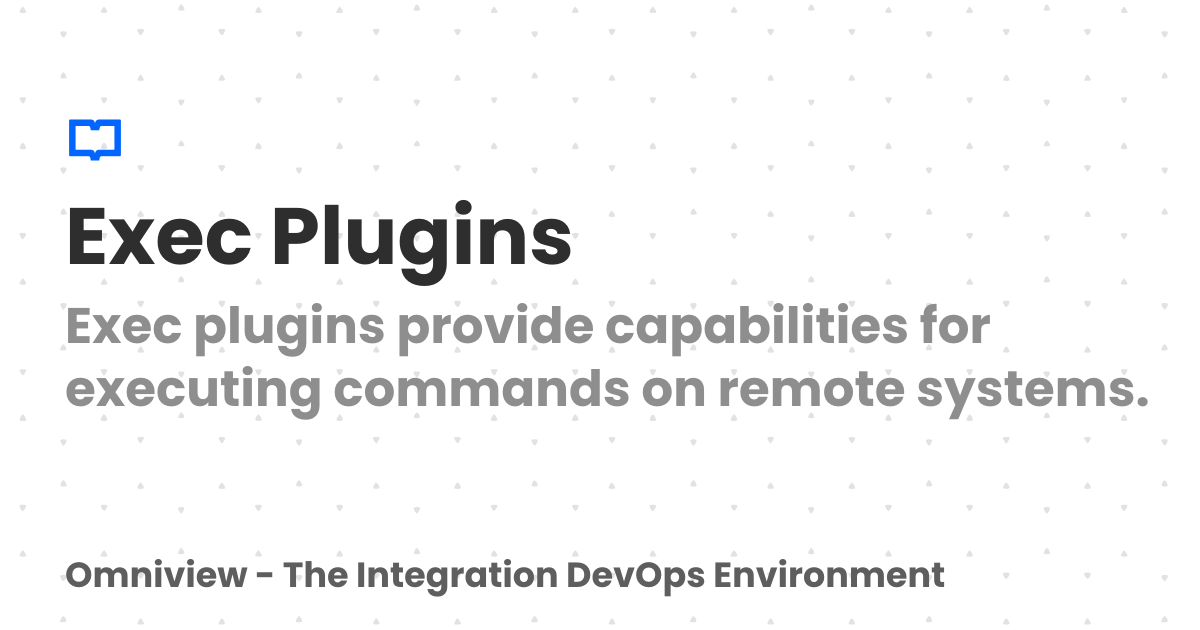 Exec Plugins
Exec plugins provide capabilities for
executing commands on remote systems.
Omniview - The Integration DevOps Environment